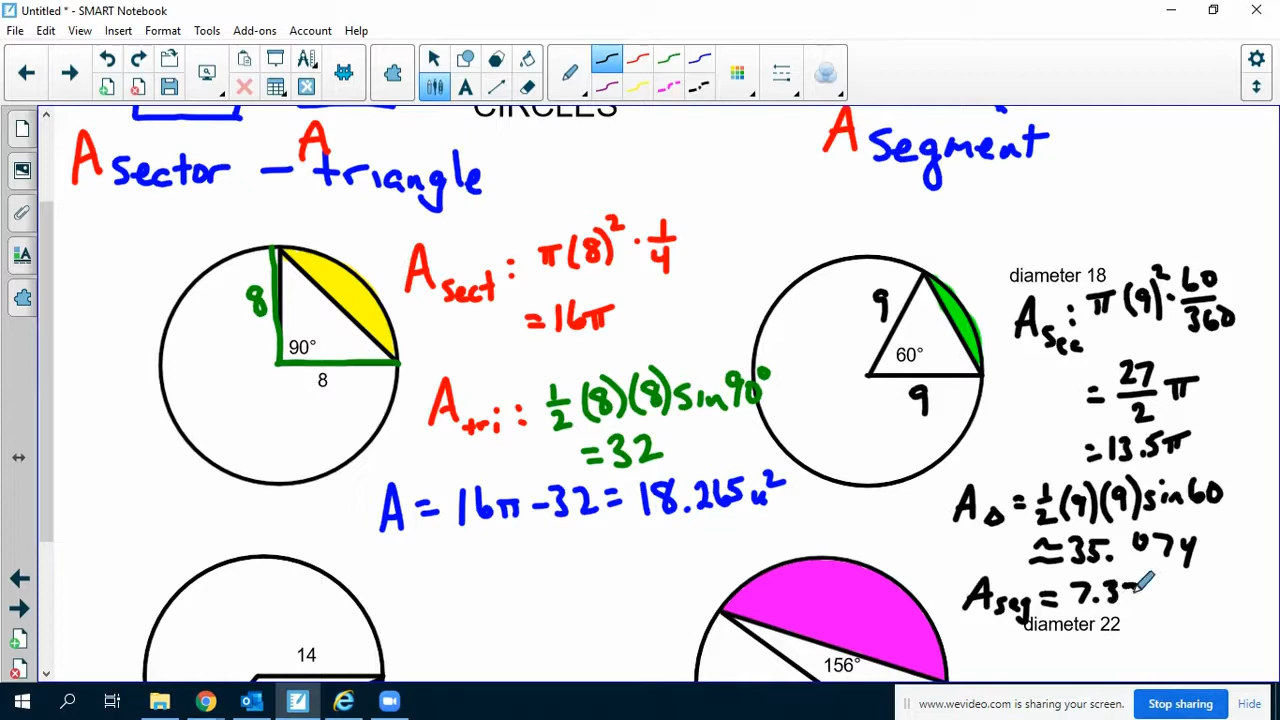 Untitled * - SMART Notebook
File Edit View Insert Format Tools Add-ons Account Help
CIRCLES
A sector - A triangle
A segment
8
90°
8
A sect : π(8)² · 1/4
= 16π
A tri : 1/2 (8)(8) sin 90°
= 32
A = 16π - 32 = 18.265 u²
diameter 18
9
60°
9
A sec : π(9)² · 60/360
= 27/2 π
= 13.5π
A △ = 1/2 (9)(9) sin 60
≈ 35.074
A seg = 7.3
diameter 22
14
156°
www.wevideo.com is sharing your screen.
Stop sharing
Hide